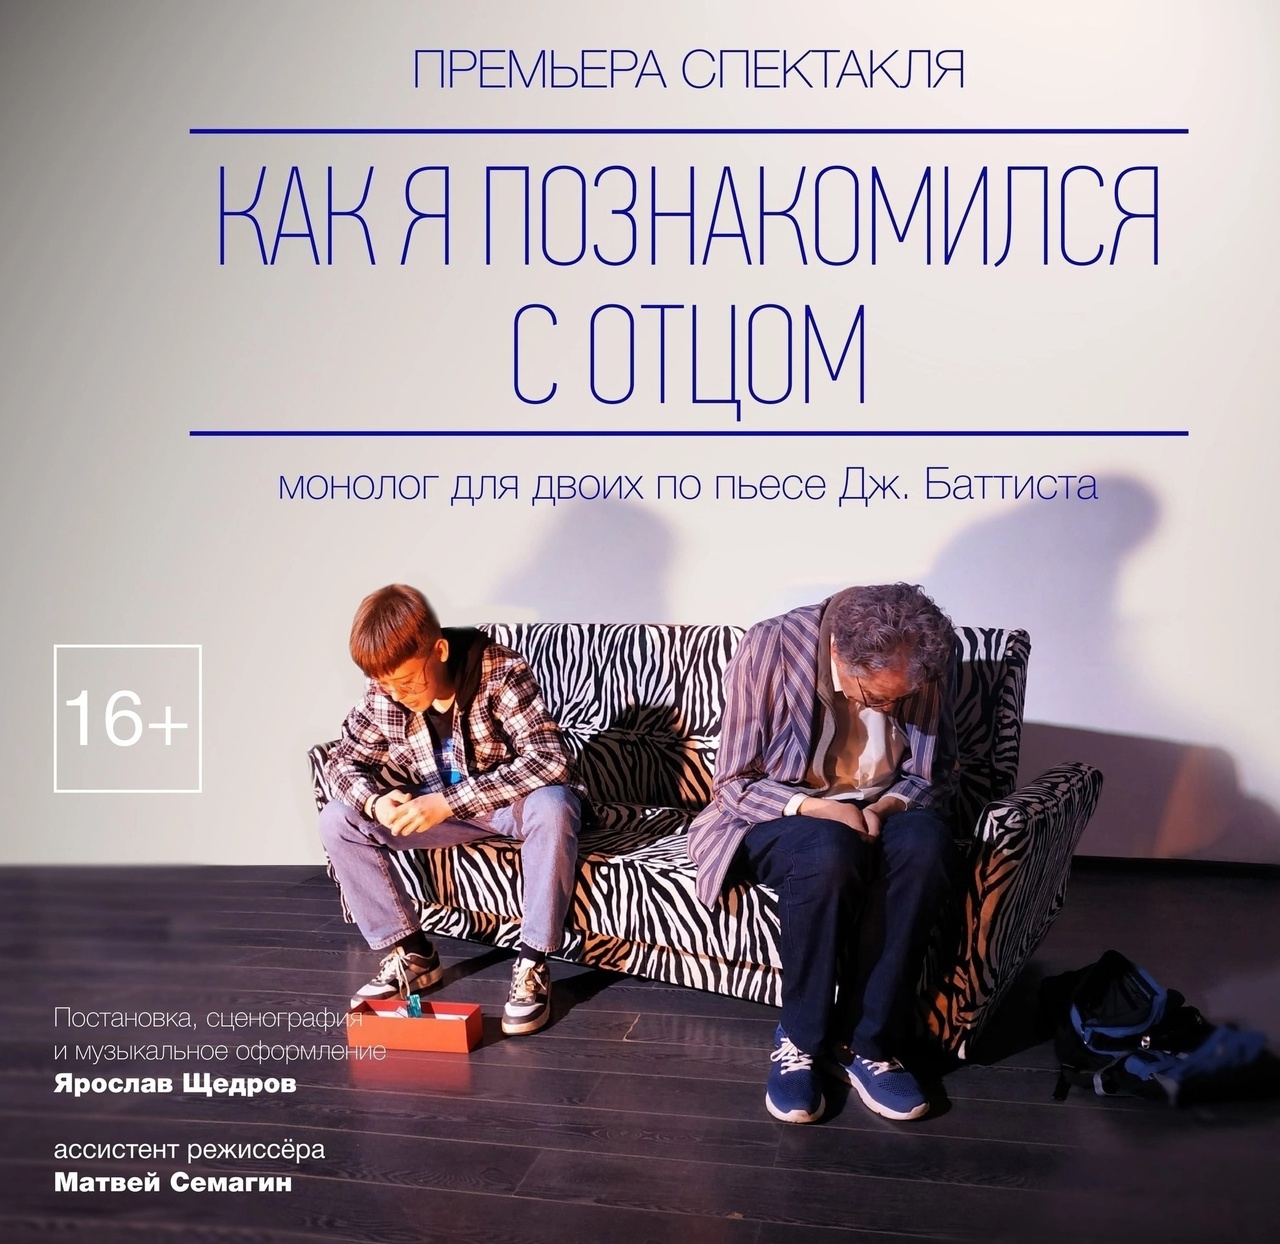 ПРЕМЬЕРА СПЕКТАКЛЯ
КАК Я ПОЗНАКОМИЛСЯ
С ОТЦОМ
монолог для двоих по пьесе Дж. Баттиста
16+
Постановка, сценография
и музыкальное оформление
Ярослав Щедров
ассистент режиссёра
Матвей Семагин